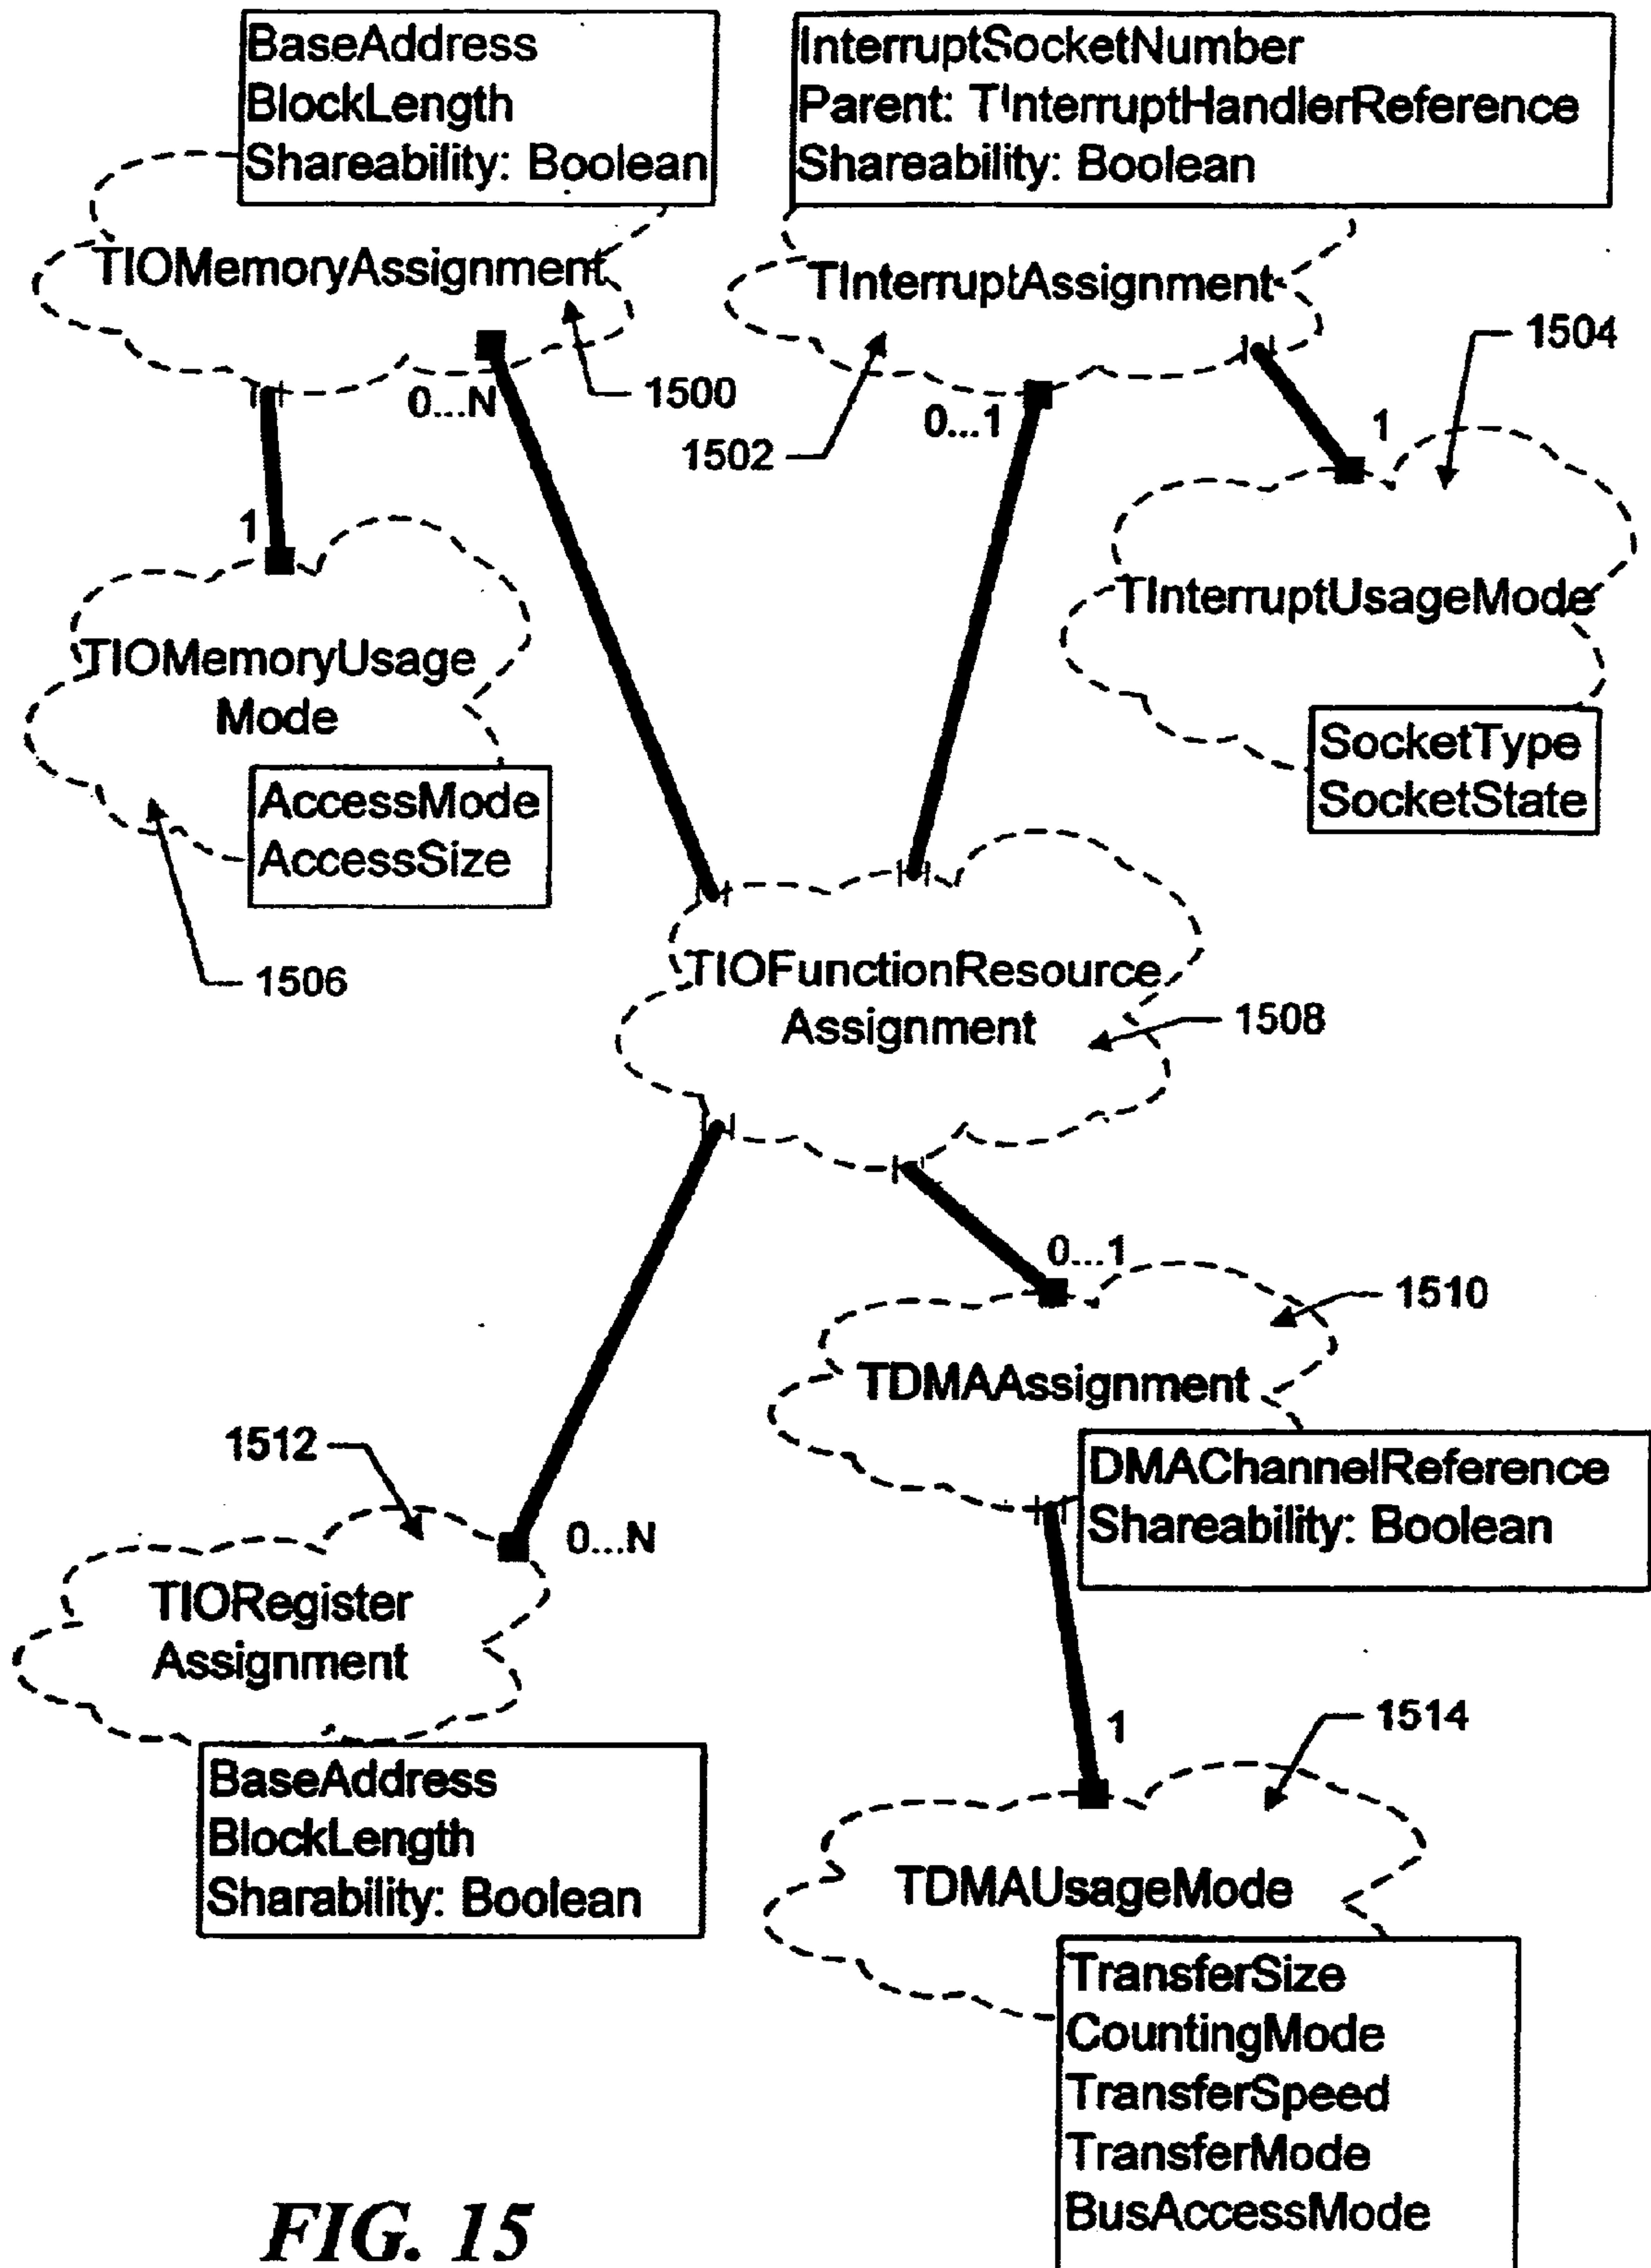 BaseAddress
BlockLength
Shareability: Boolean
InterruptSocketNumber
Parent: TInterruptHandlerReference
Shareability: Boolean
TIOMemoryAssignment
TInterruptAssignment
1504
1500
0...N
0...1
1502
1
1
TInterruptUsageMode
TIOMemoryUsage
Mode
SocketType
SocketState
AccessMode
AccessSize
1506
TIOFunctionResource
Assignment
1508
0...1
1510
TDMAAssignment
1512
DMAChannelReference
Shareability: Boolean
0...N
TIORegister
Assignment
1
1514
BaseAddress
BlockLength
Sharability: Boolean
TDMAUsageMode
TransferSize
CountingMode
TransferSpeed
TransferMode
BusAccessMode
FIG. 15